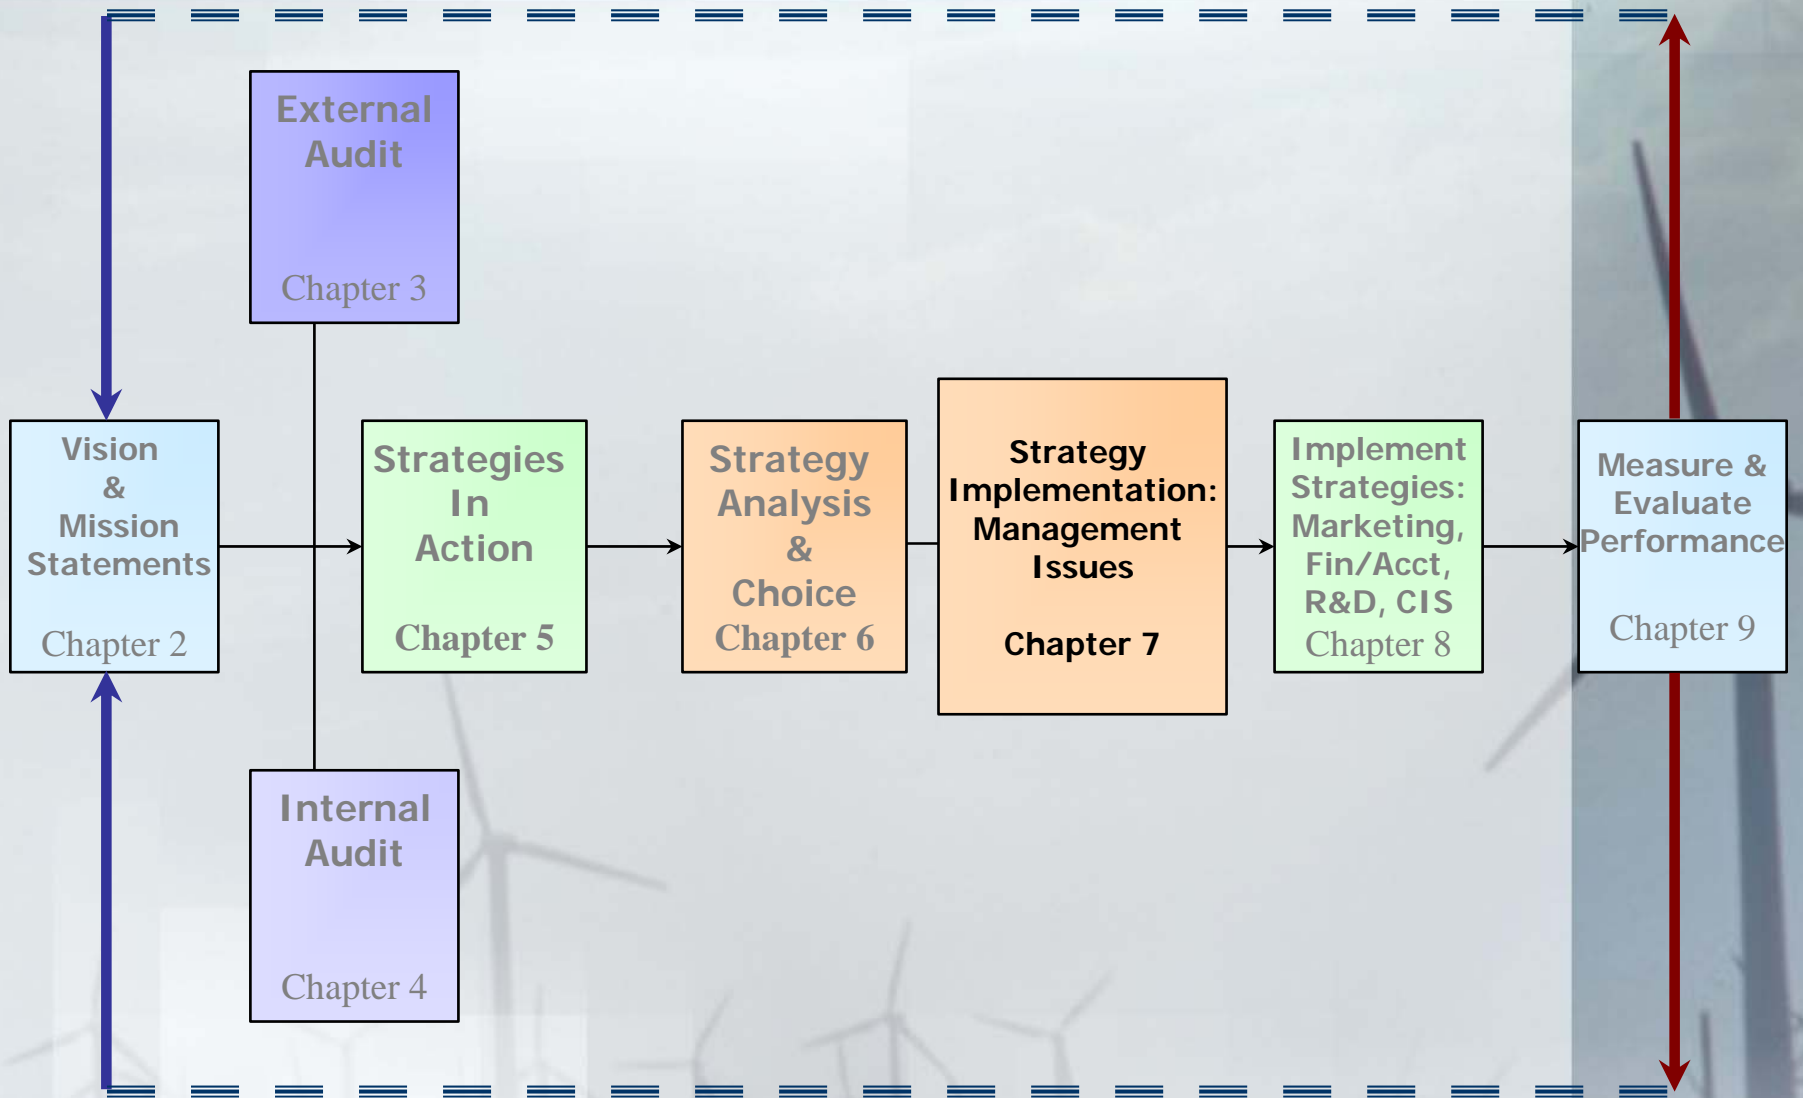 External
Audit
Chapter 3
Vision
&
Mission
Statements
Chapter 2
Strategies
In
Action
Chapter 5
Strategy
Analysis
&
Choice
Chapter 6
Strategy
Implementation:
Management
Issues
Chapter 7
Implement
Strategies:
Marketing,
Fin/Acct,
R&D, CIS
Chapter 8
Measure &
Evaluate
Performance
Chapter 9
Internal
Audit
Chapter 4